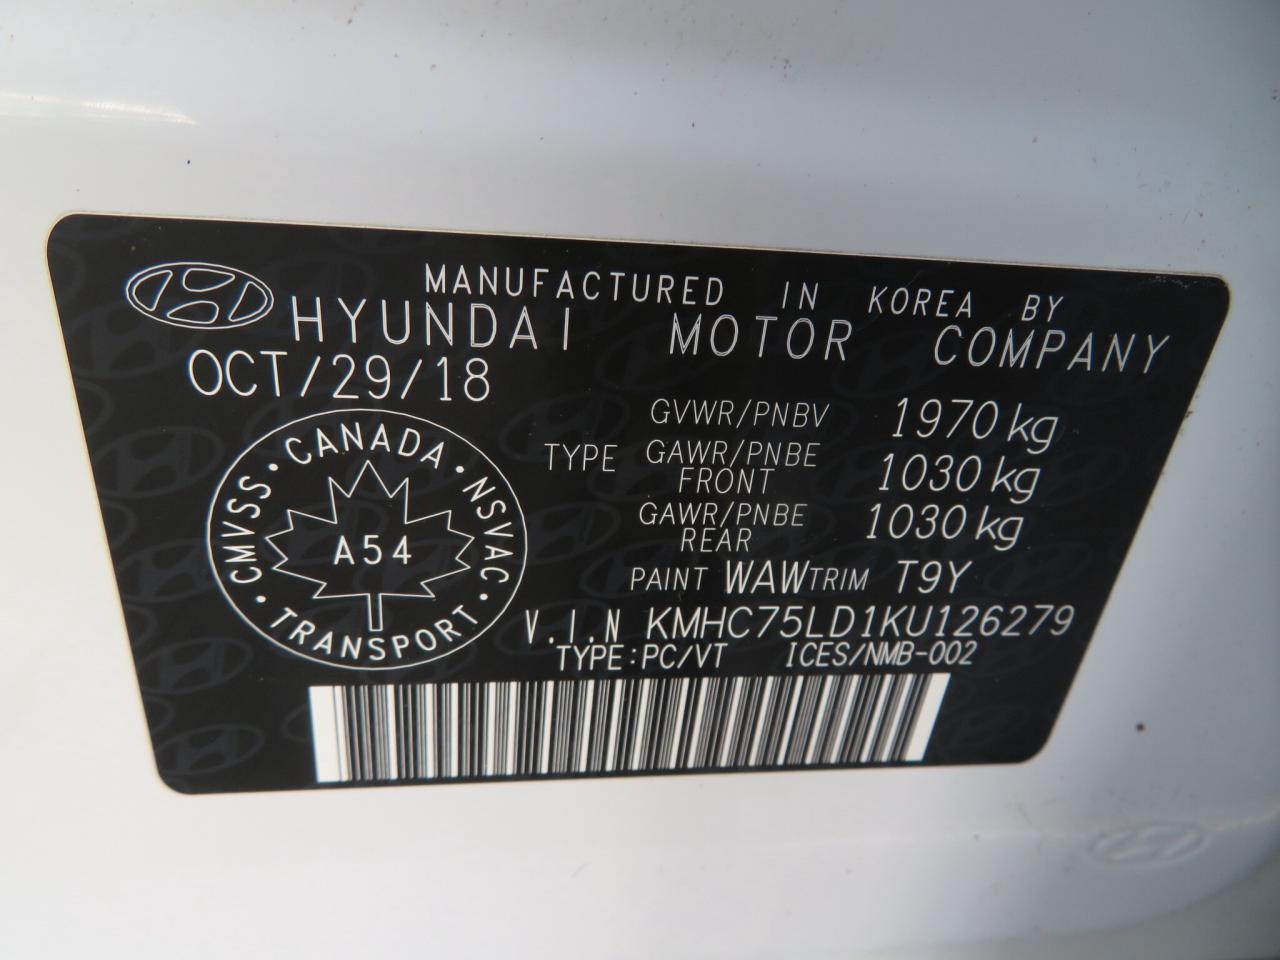 MANUFACTURED IN KOREA BY
HYUNDAI MOTOR COMPANY
OCT/29/18
GVWR/PNBV 1970 kg
TYPE GAWR/PNBE FRONT 1030 kg
GAWR/PNBE REAR 1030 kg
PAINT WAW TRIM T9Y
V.I.N KMHC75LD1KU126279
TYPE:PC/VT ICES/NMB-002
CANADA
CMVSS · NSVAC
A54
TRANSPORT